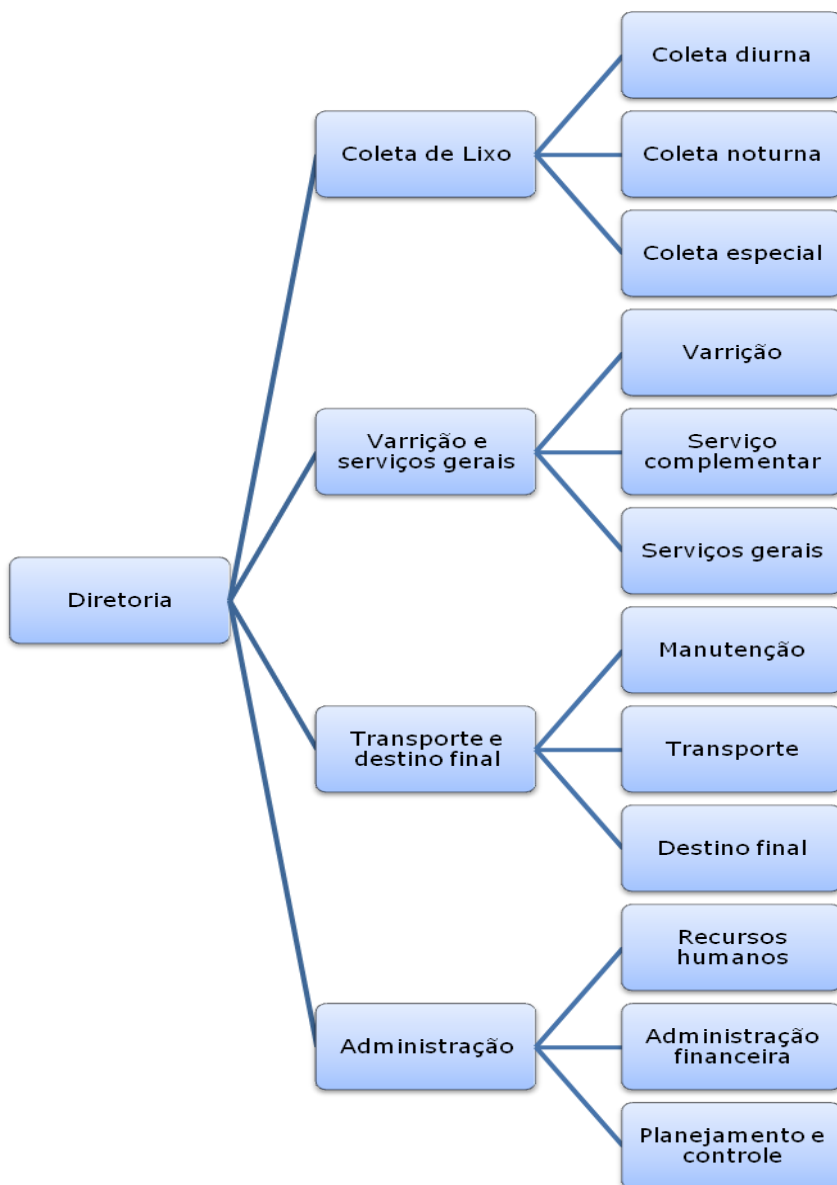 Coleta diurna
Coleta de Lixo
Coleta noturna
Coleta especial
Varrição
Varrição e
serviços gerais
Serviço
complementar
Serviços gerais
Diretoria
Manutenção
Transporte e
destino final
Transporte
Destino final
Recursos
humanos
Administração
Administração
financeira
Planejamento e
controle